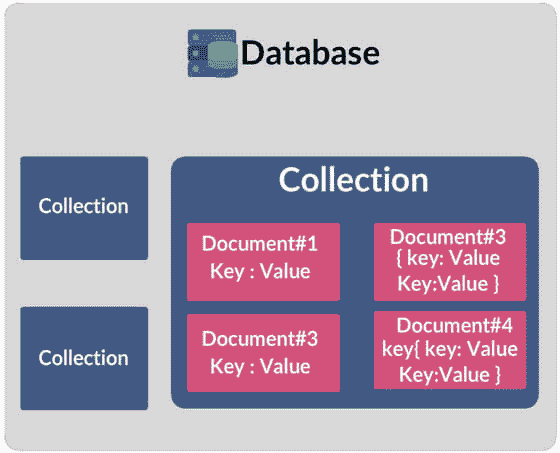 Database
Collection
Collection
Collection
Document#1
Key : Value
Document#3
{ key: Value
Key:Value }
Document#3
Key : Value
Document#4
key{ key: Value
Key:Value }